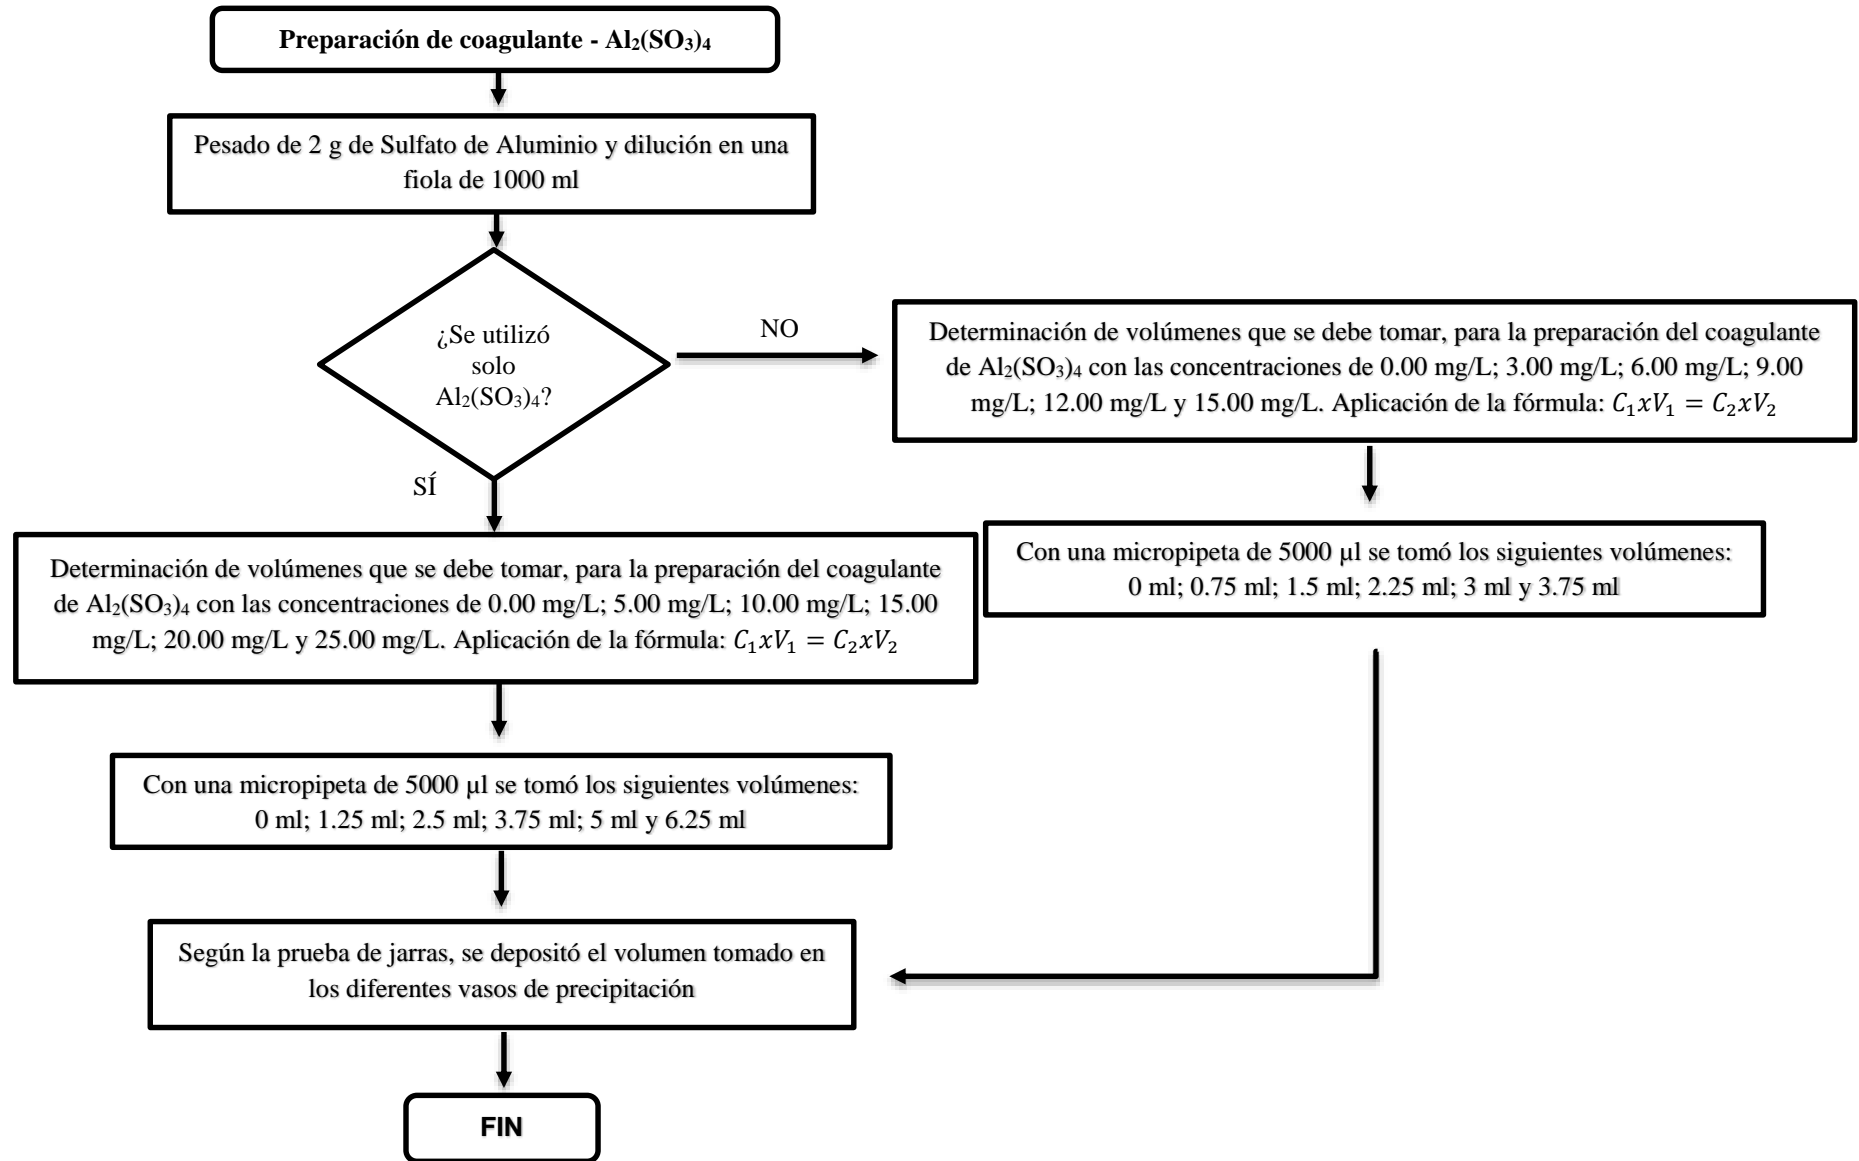 Preparación de coagulante - Al₂(SO₃)₄
Pesado de 2 g de Sulfato de Aluminio y dilución en una
fiola de 1000 ml
¿Se utilizó
solo
Al₂(SO₃)₄?
NO
Determinación de volúmenes que se debe tomar, para la preparación del coagulante
de Al₂(SO₃)₄ con las concentraciones de 0.00 mg/L; 3.00 mg/L; 6.00 mg/L; 9.00
mg/L; 12.00 mg/L y 15.00 mg/L. Aplicación de la fórmula: C₁xV₁ = C₂xV₂
Con una micropipeta de 5000 µl se tomó los siguientes volúmenes:
0 ml; 0.75 ml; 1.5 ml; 2.25 ml; 3 ml y 3.75 ml
SÍ
Determinación de volúmenes que se debe tomar, para la preparación del coagulante
de Al₂(SO₃)₄ con las concentraciones de 0.00 mg/L; 5.00 mg/L; 10.00 mg/L; 15.00
mg/L; 20.00 mg/L y 25.00 mg/L. Aplicación de la fórmula: C₁xV₁ = C₂xV₂
Con una micropipeta de 5000 µl se tomó los siguientes volúmenes:
0 ml; 1.25 ml; 2.5 ml; 3.75 ml; 5 ml y 6.25 ml
Según la prueba de jarras, se depositó el volumen tomado en
los diferentes vasos de precipitación
FIN